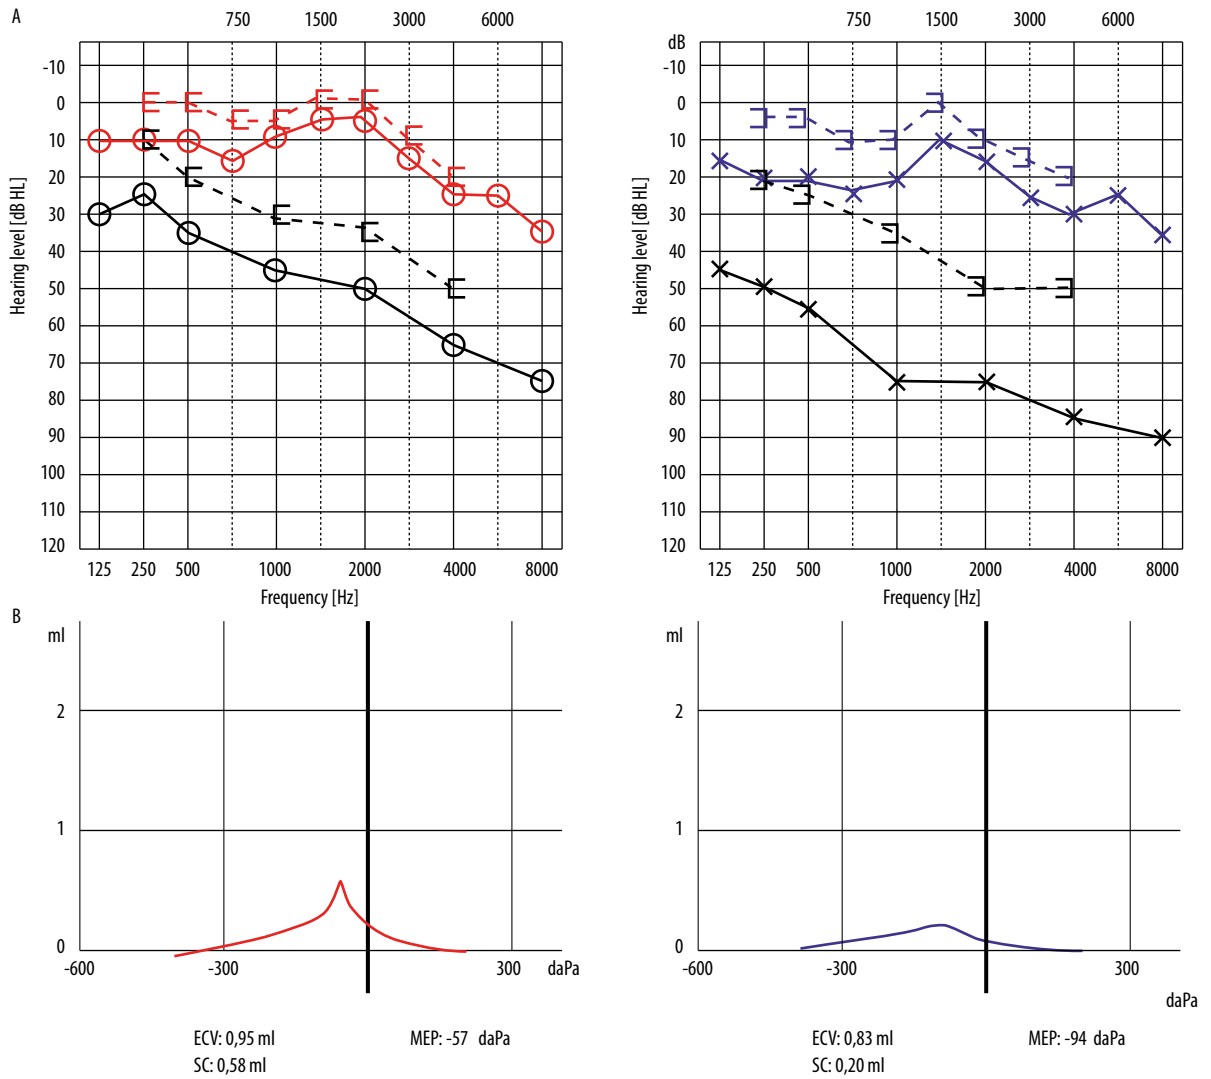 A
750 1500 3000 6000
-10
0
10
20
30
40
50
60
70
80
90
100
110
120
Hearing level [dB HL]
125 250 500 1000 2000 4000 8000
Frequency [Hz]
750 1500 3000 6000
dB
-10
0
10
20
30
40
50
60
70
80
90
100
110
120
Hearing level [dB HL]
125 250 500 1000 2000 4000 8000
Frequency [Hz]
B
ml
2
1
0
-600 -300 300 daPa
ECV: 0,95 ml MEP: -57 daPa
SC: 0,58 ml
ml
2
1
0
-600 -300 300
daPa
ECV: 0,83 ml MEP: -94 daPa
SC: 0,20 ml